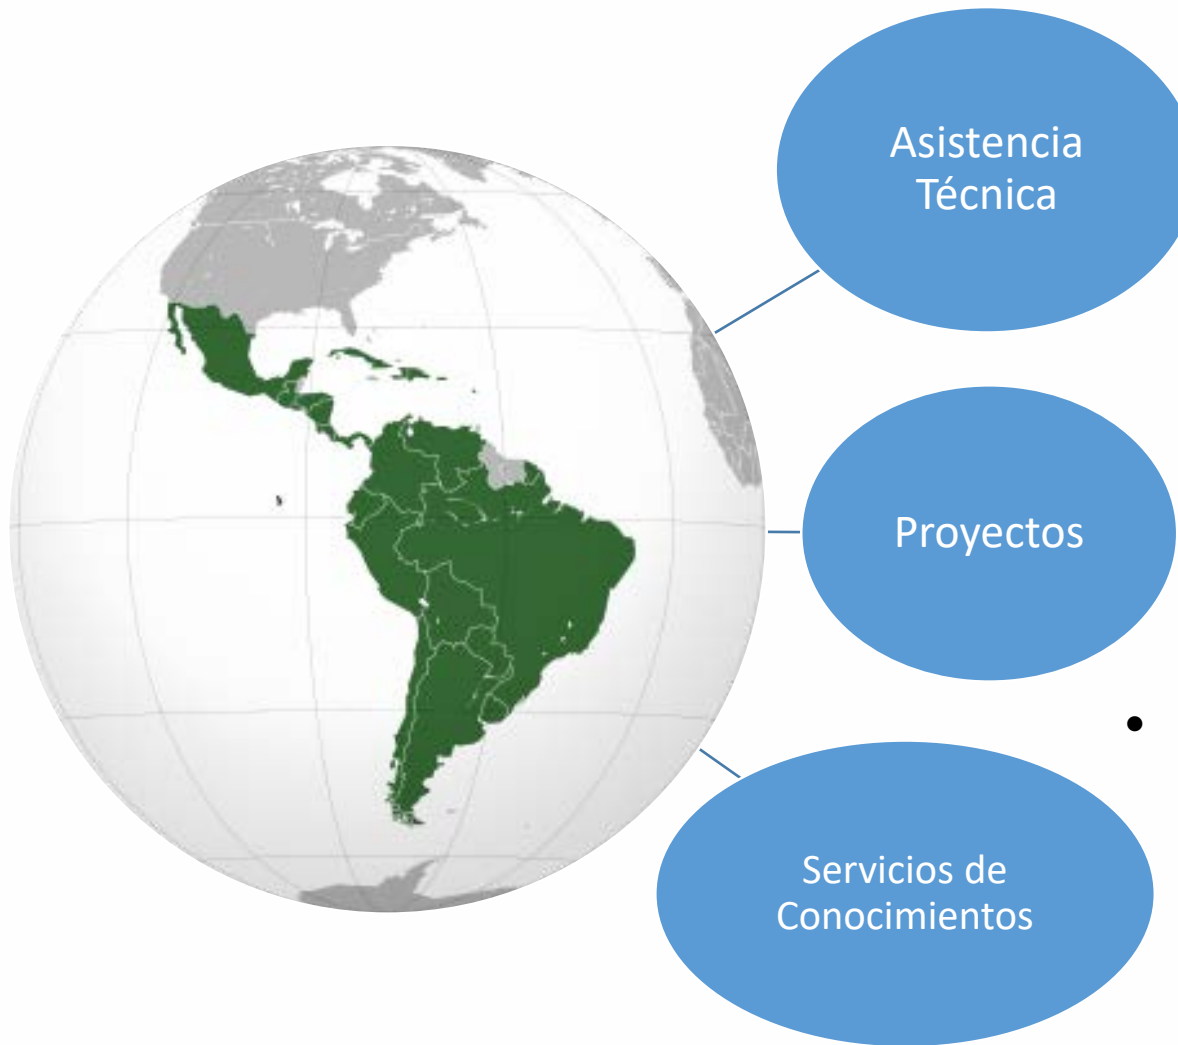 Asistencia
Técnica
Proyectos
•
Servicios de
Conocimientos